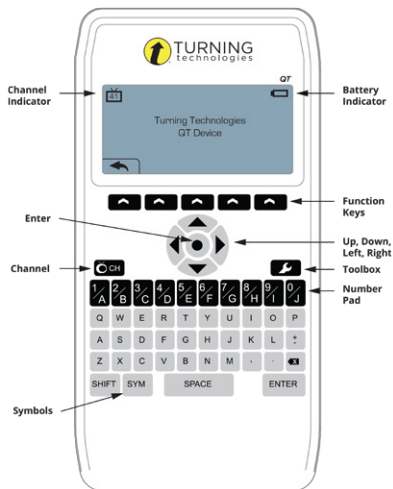 TURNING
technologies
QT
Channel
Indicator
41
Battery
Indicator
Turning Technologies
QT Device
Function
Keys
Enter
Up, Down,
Left, Right
Channel
CH
Toolbox
1/A 2/B 3/C 4/D 5/E 6/F 7/G 8/H 9/I 0/J
Number
Pad
Q W E R T Y U I O P
A S D F G H J K L ±
Z X C V B N M , .
SHIFT SYM SPACE ENTER
Symbols